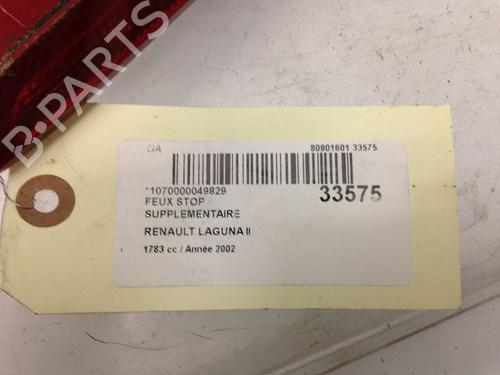 B-PARTS
GA 80901601 33575
*1070000049829 33575
FEUX STOP
SUPPLEMENTAIRE
RENAULT LAGUNA II
1783 cc / Année 2002